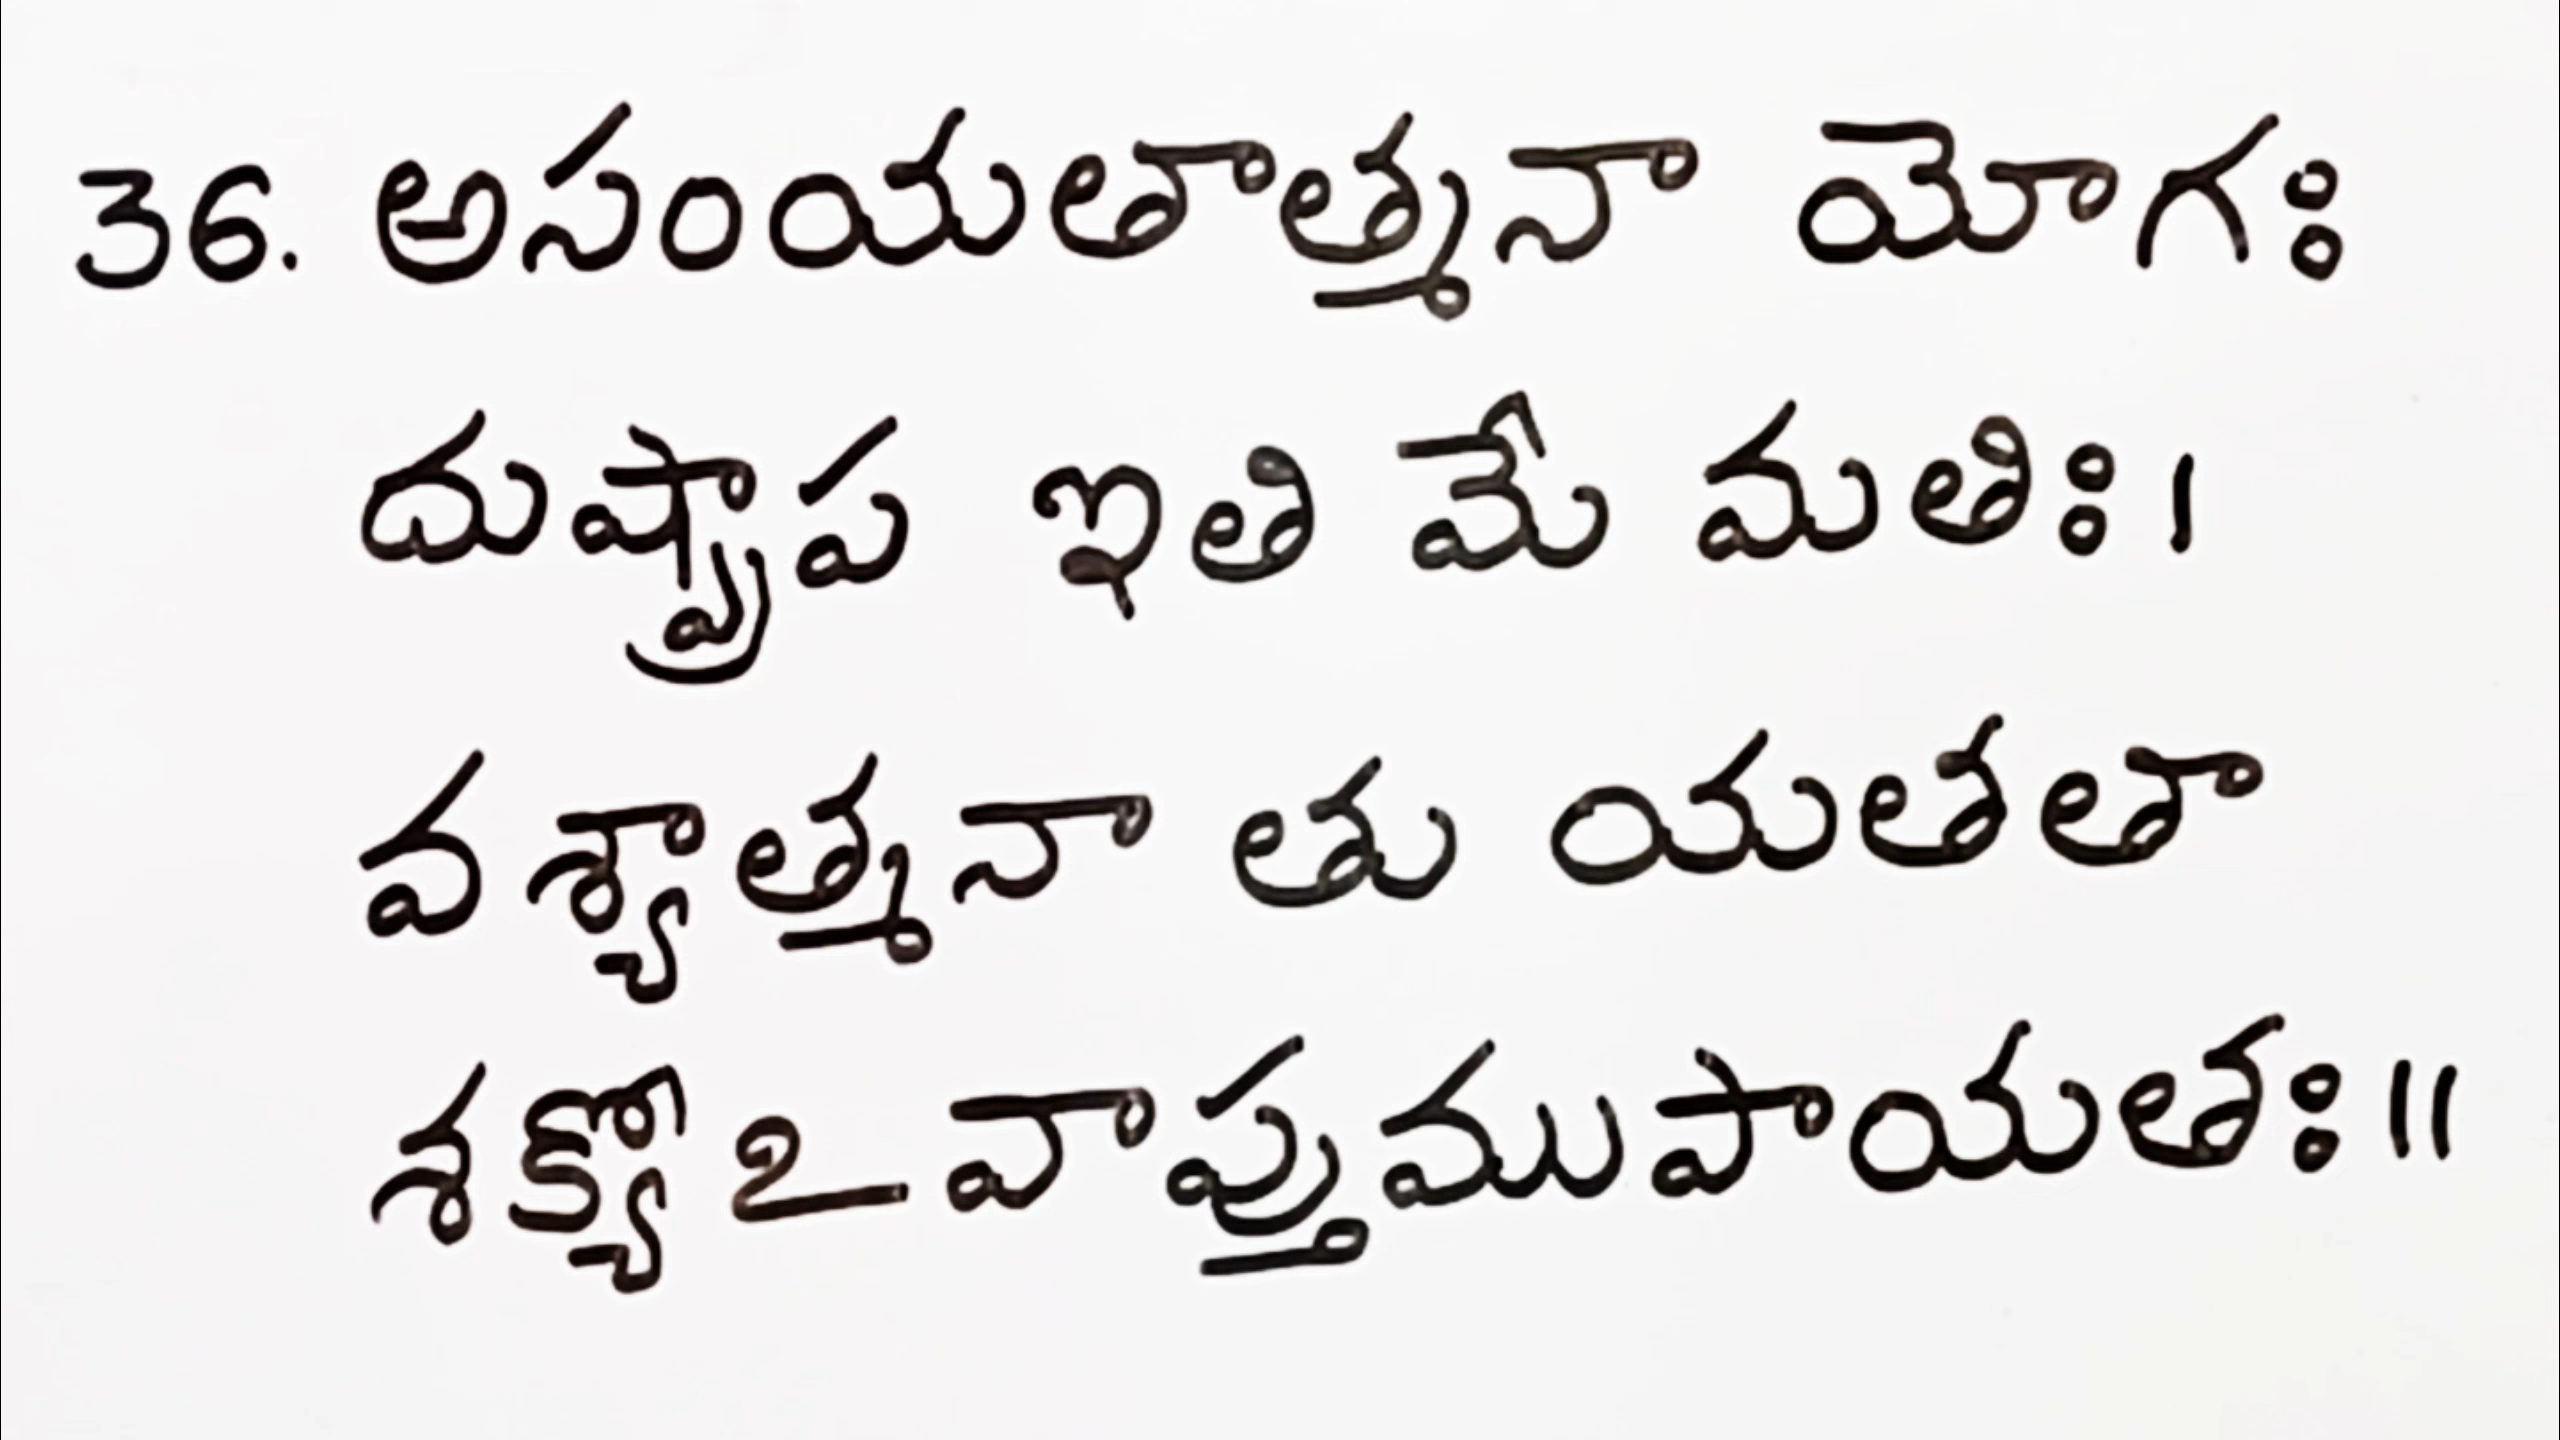 36. అసంయతాత్మనా యోగః
దుష్ప్రాప ఇతి మే మతిః।
వశ్యాత్మనా తు యతతా
శక్యోఽవాప్తుముపాయతః॥